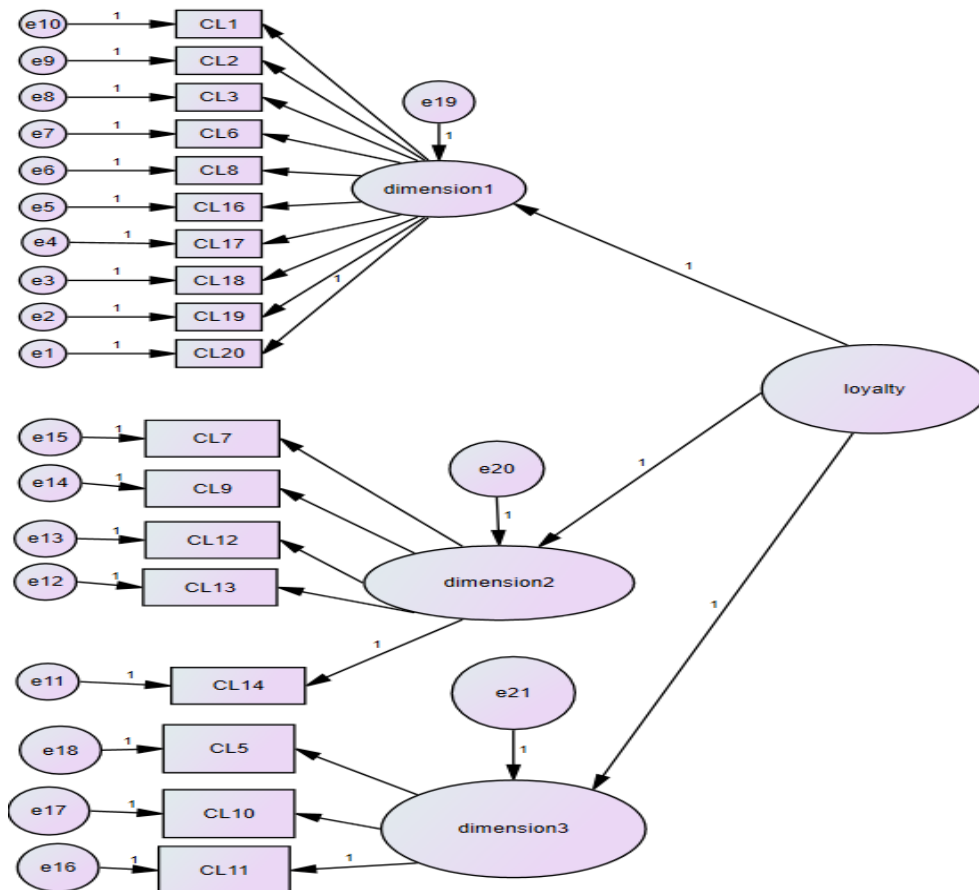 e10 1 CL1
e9 1 CL2
e8 1 CL3
e19
e7 1 CL6
1
e6 1 CL8
dimension1
e5 1 CL16
e4 1 CL17
1
e3 1 CL18
1
e2 1 CL19
e1 1 CL20
loyalty
e15 1 CL7
e20
1
e14 1 CL9
1
e13 1 CL12
e12 1 CL13
dimension2
1
1
e11 1 CL14
e21
e18 1 CL5
1
e17 1 CL10
dimension3
e16 1 CL11
1